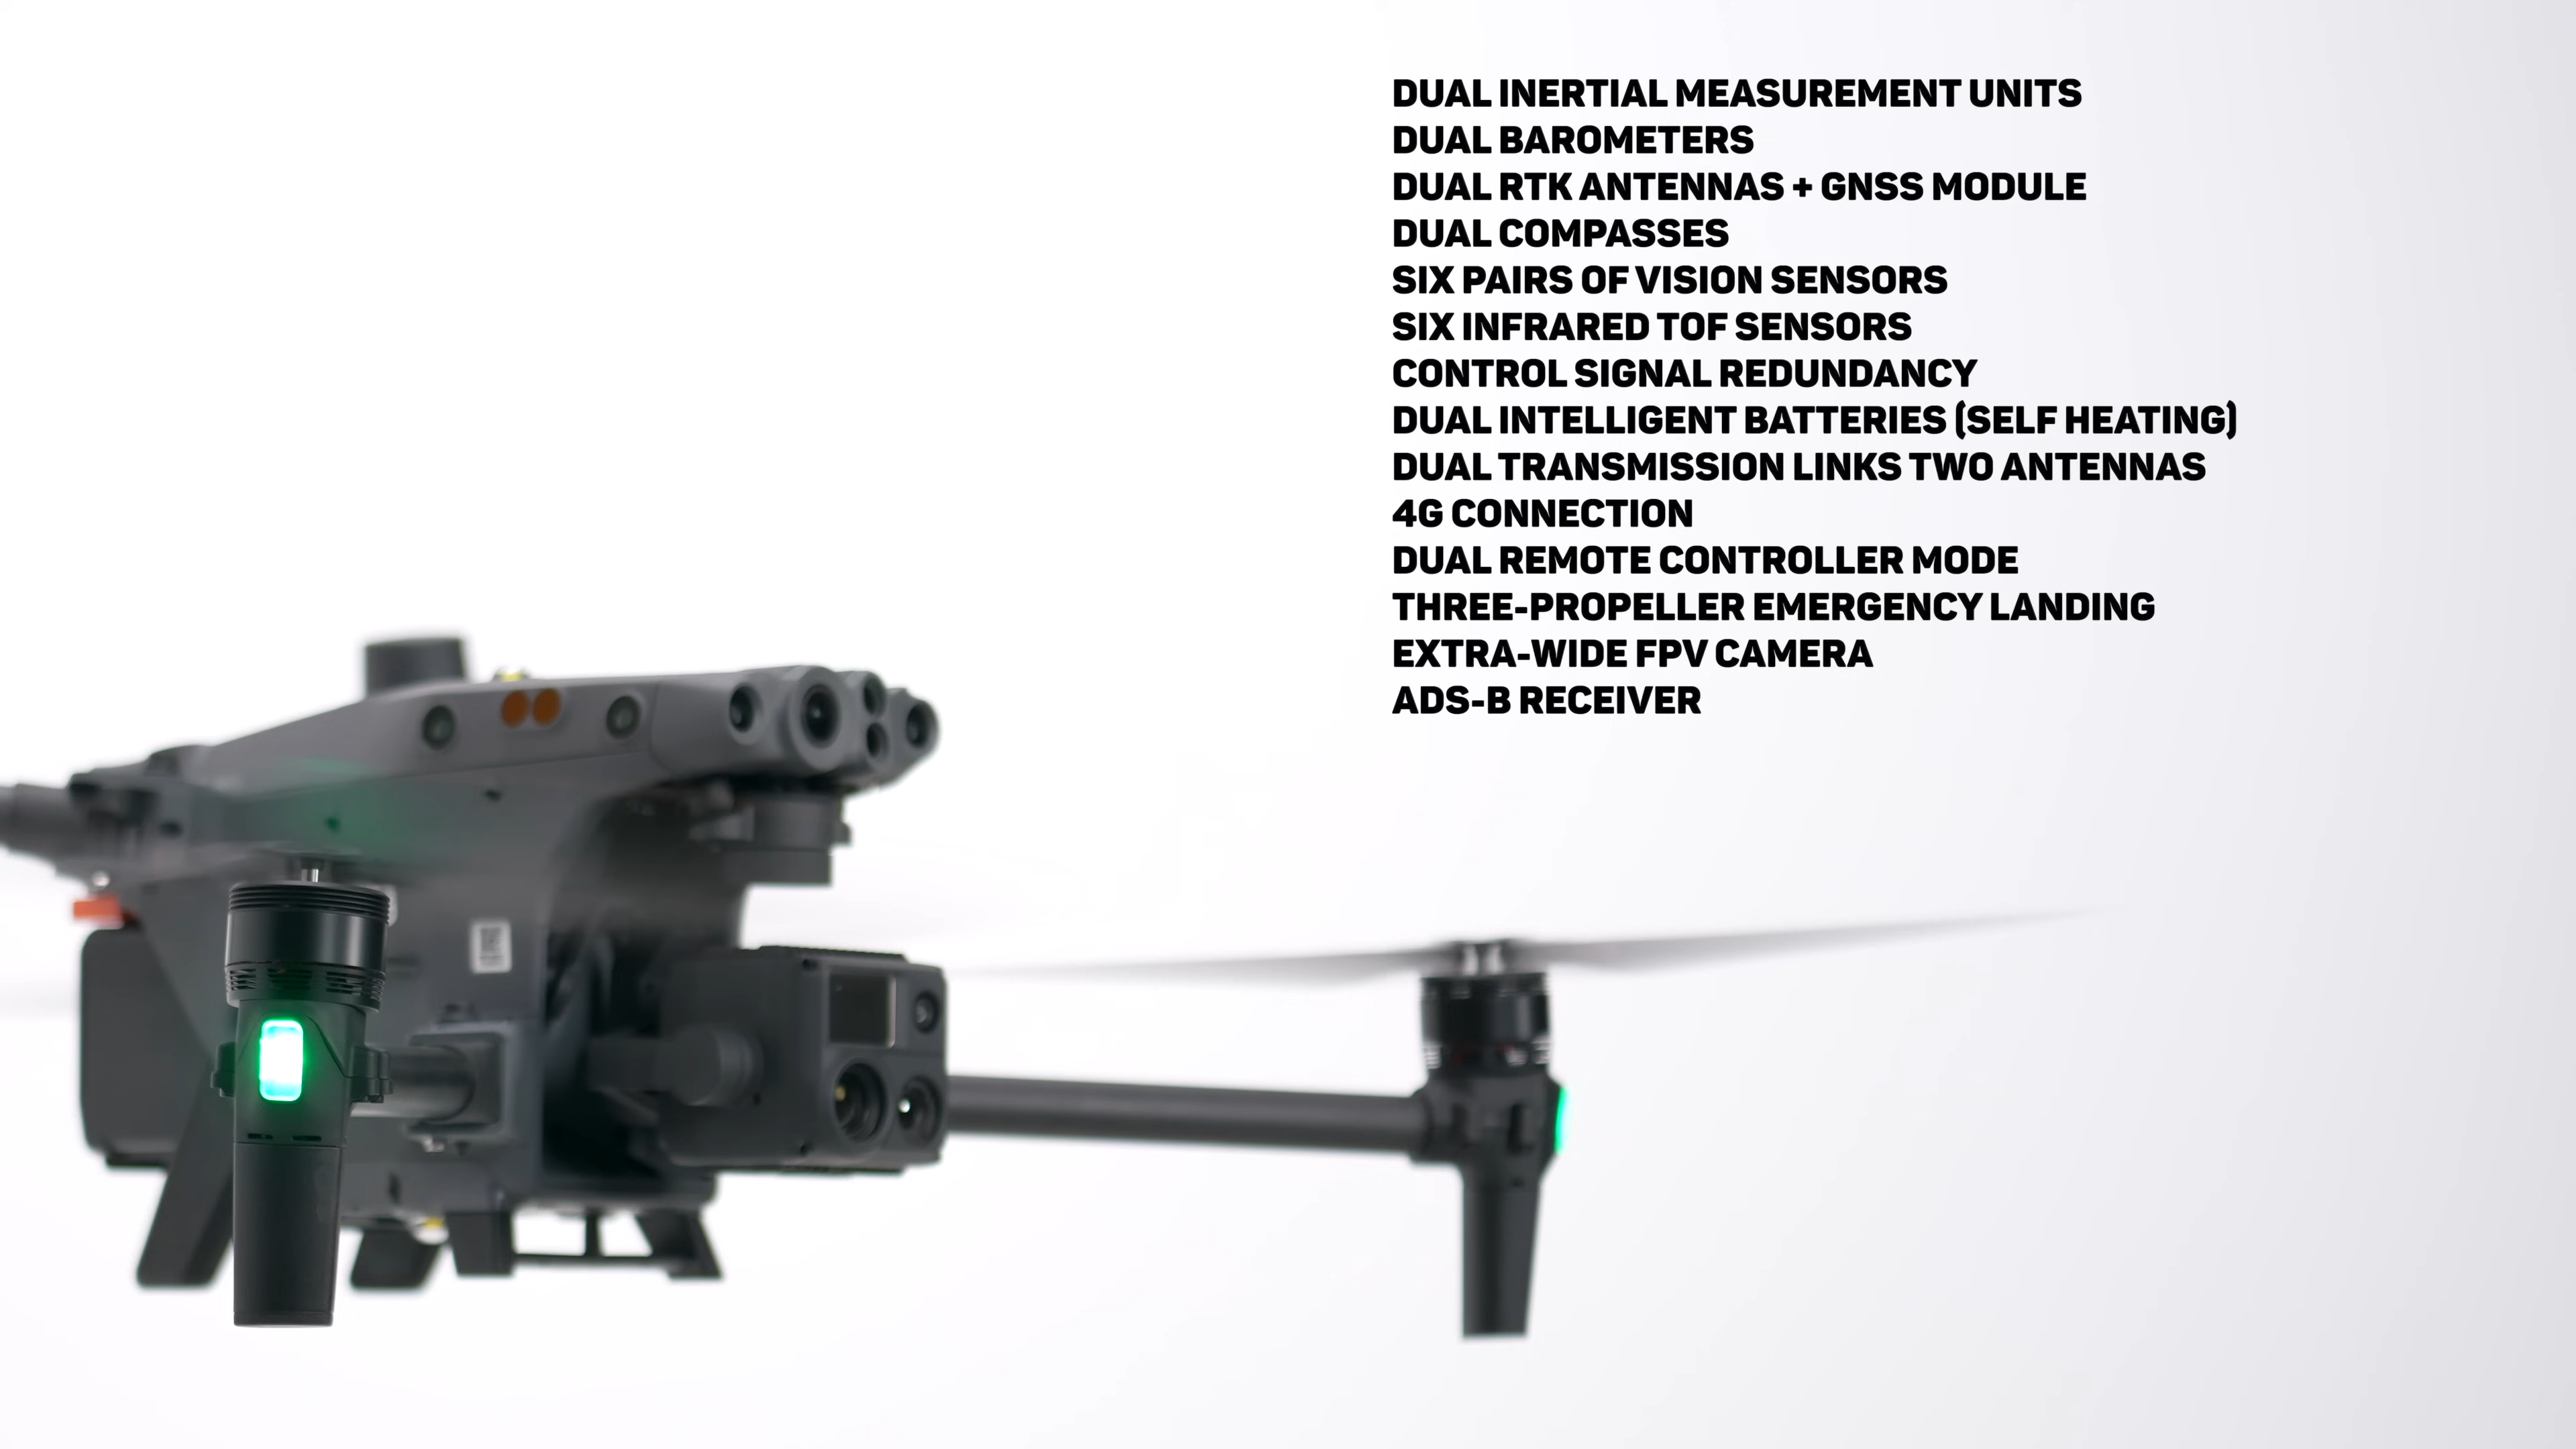 DUAL INERTIAL MEASUREMENT UNITS
DUAL BAROMETERS
DUAL RTK ANTENNAS + GNSS MODULE
DUAL COMPASSES
SIX PAIRS OF VISION SENSORS
SIX INFRARED TOF SENSORS
CONTROL SIGNAL REDUNDANCY
DUAL INTELLIGENT BATTERIES (SELF HEATING)
DUAL TRANSMISSION LINKS TWO ANTENNAS
4G CONNECTION
DUAL REMOTE CONTROLLER MODE
THREE-PROPELLER EMERGENCY LANDING
EXTRA-WIDE FPV CAMERA
ADS-B RECEIVER